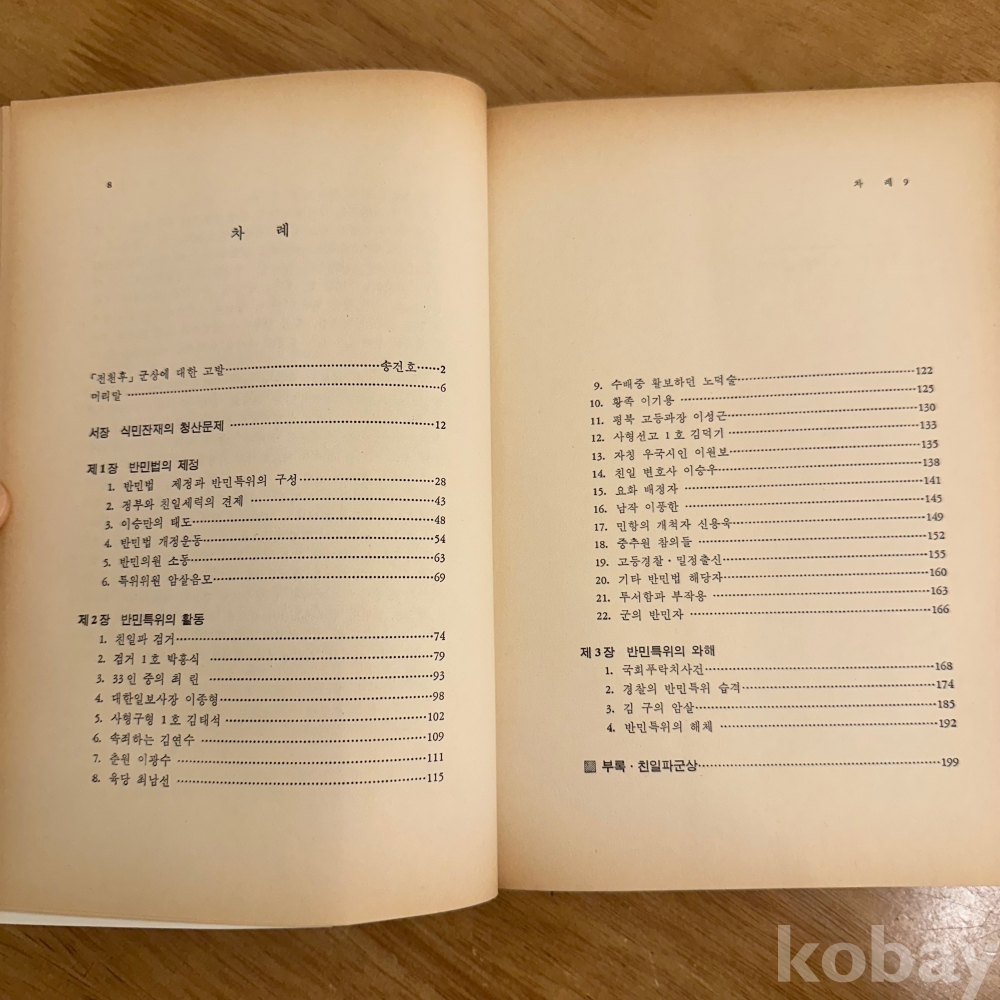 8
차 례
「전천후」 군상에 대한 고발 송건호 2
머리말 6
서장 식민잔재의 청산문제 12
제1장 반민법의 제정
1. 반민법 제정과 반민특위의 구성 28
2. 정부와 친일세력의 견제 43
3. 이승만의 태도 48
4. 반민법 개정운동 54
5. 반민의원 소동 63
6. 특위위원 암살음모 69
제2장 반민특위의 활동
1. 친일파 검거 74
2. 검거 1호 박흥식 79
3. 33인 중의 최 린 93
4. 대한일보사장 이종형 98
5. 사형구형 1호 김태석 102
6. 속죄하는 김연수 109
7. 춘원 이광수 111
8. 육당 최남선 115
차 례 9
9. 수배중 활보하던 노덕술 122
10. 황족 이기용 125
11. 평북 고등과장 이성근 130
12. 사형선고 1호 김덕기 133
13. 자칭 우국시인 이원보 135
14. 친일 변호사 이승우 138
15. 요화 배정자 141
16. 남작 이풍한 145
17. 민항의 개척자 신용욱 149
18. 중추원 참의들 152
19. 고등경찰·밀정출신 155
20. 기타 반민법 해당자 160
21. 투서함과 부작용 163
22. 군의 반민자 166
제3장 반민특위의 와해
1. 국회푸락치사건 168
2. 경찰의 반민특위 습격 174
3. 김 구의 암살 185
4. 반민특위의 해체 192
▨ 부록·친일파군상 199
kobay